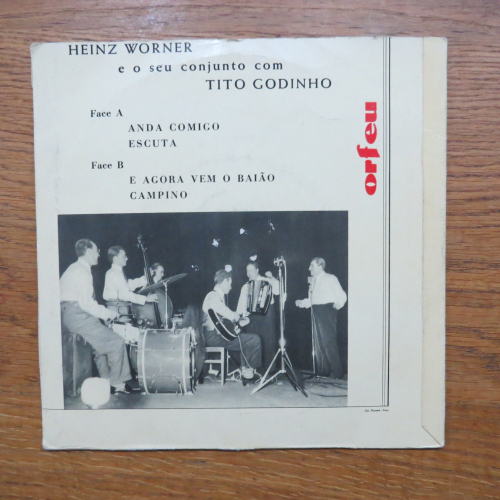 HEINZ WORNER
e o seu conjunto com
TITO GODINHO
Face A
ANDA COMIGO
ESCUTA
Face B
E AGORA VEM O BAIÃO
CAMPINO
orfeu